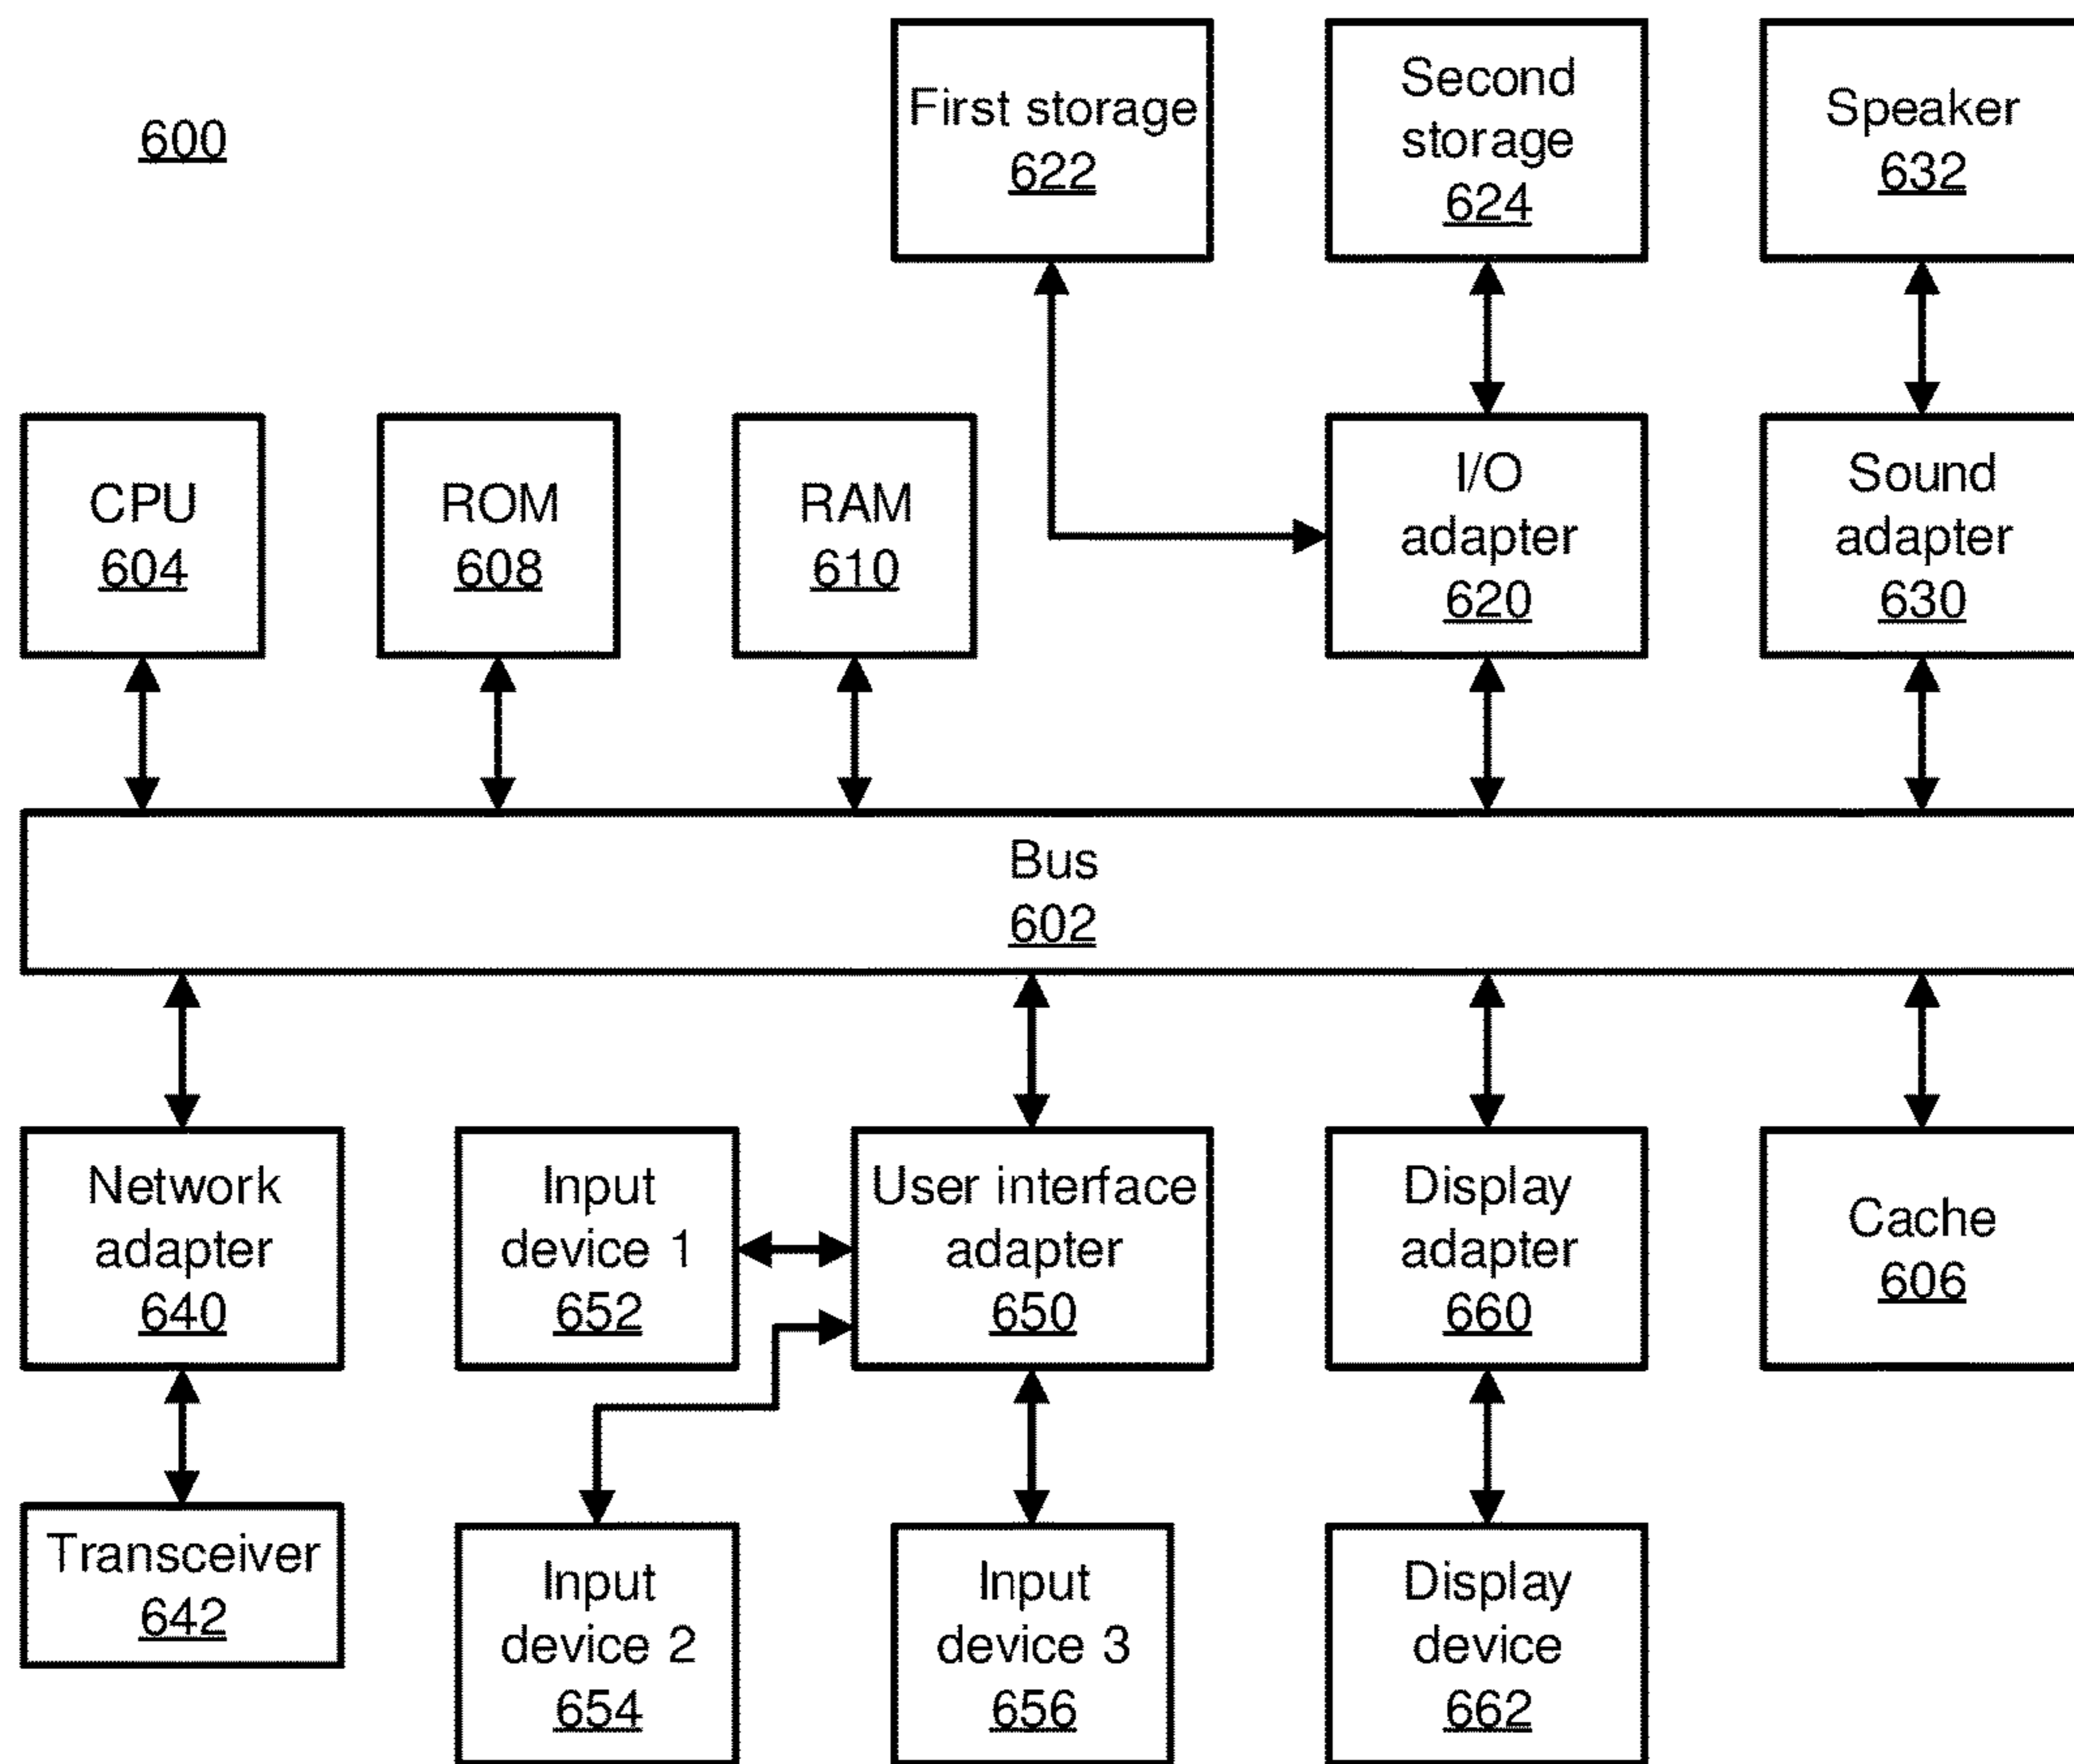 600
First storage
622
Second
storage
624
Speaker
632
CPU
604
ROM
608
RAM
610
I/O
adapter
620
Sound
adapter
630
Bus
602
Network
adapter
640
Input
device 1
652
User interface
adapter
650
Display
adapter
660
Cache
606
Transceiver
642
Input
device 2
654
Input
device 3
656
Display
device
662